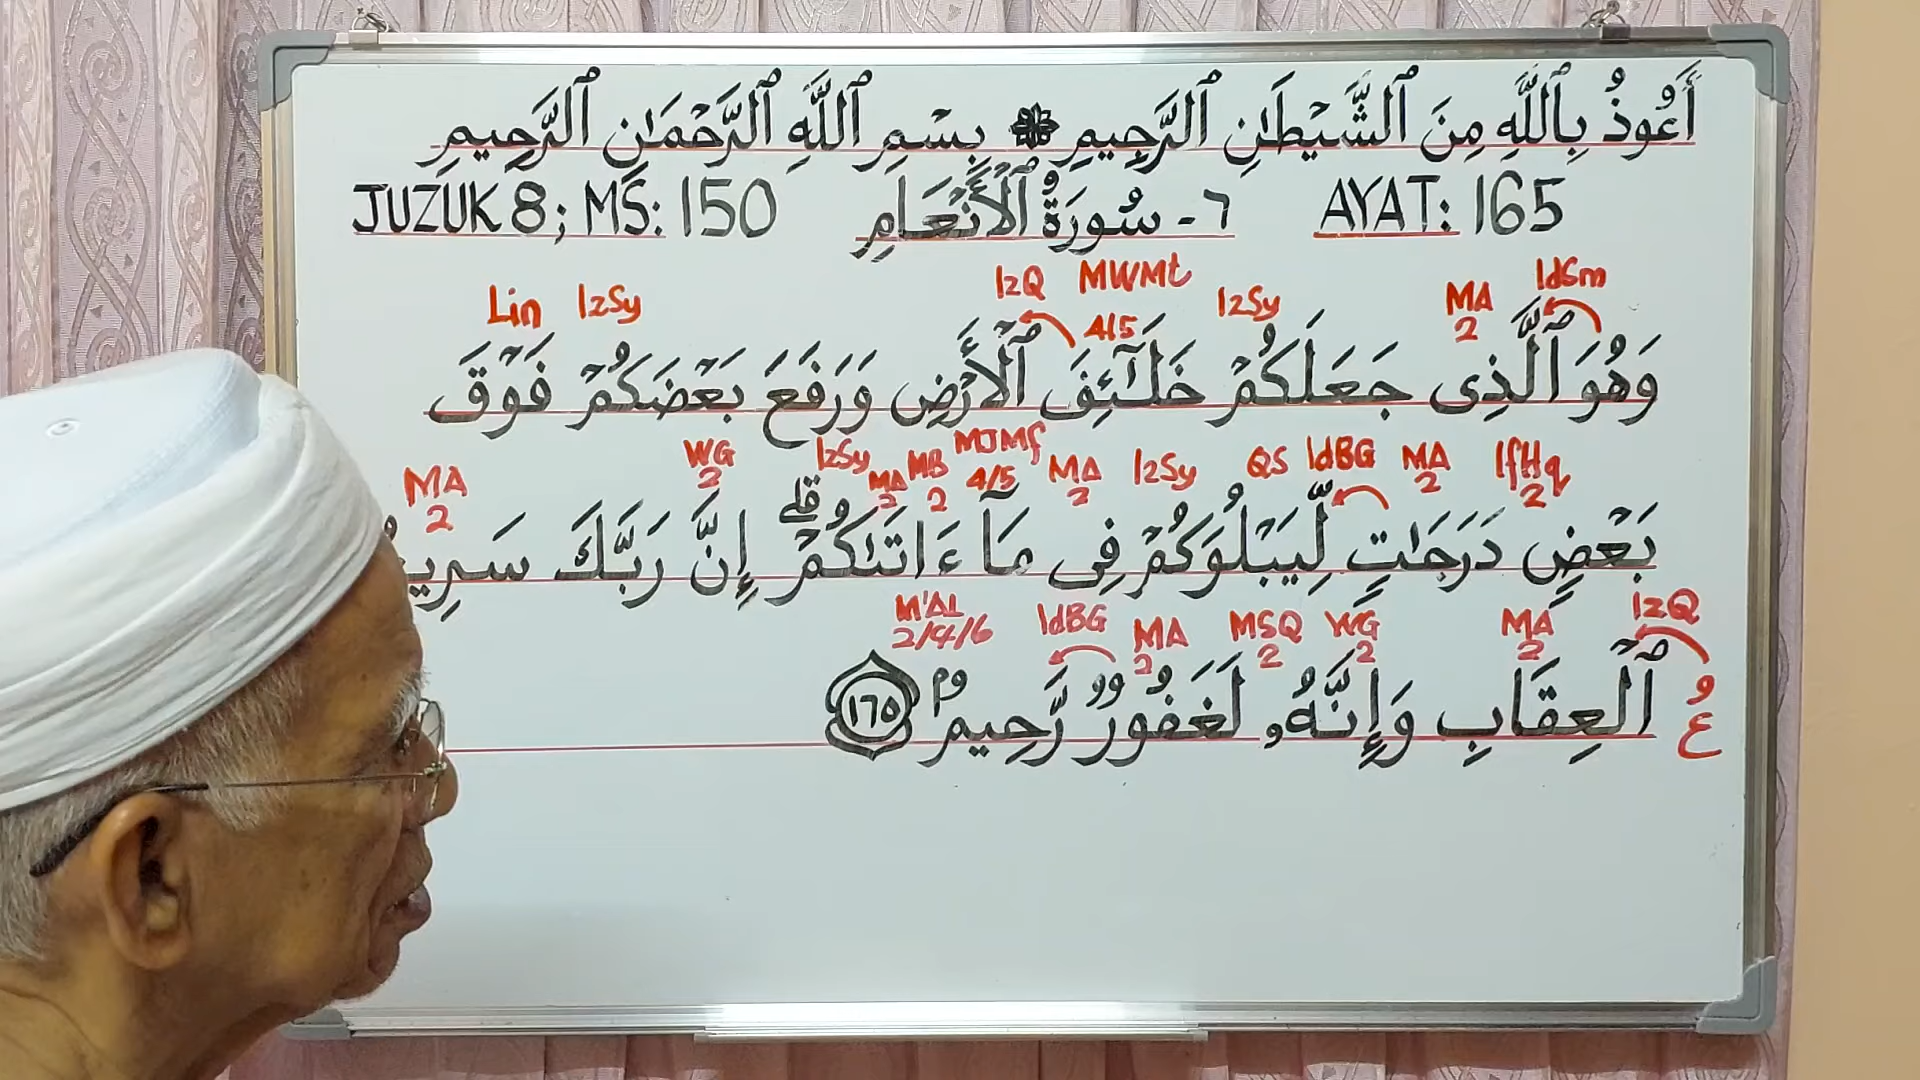 أَعُوذُ بِٱللَّهِ مِنَ ٱلشَّيْطَٰنِ ٱلرَّجِيمِ ۞ بِسْمِ ٱللَّهِ ٱلرَّحْمَٰنِ ٱلرَّحِيمِ
JUZUK 8; MS: 150 ٦- سُورَةُ ٱلْأَنْعَامِ AYAT: 165
Lin IzSy IzQ MWMt 4/5 IzSy MA 2 IdSm
وَهُوَ ٱلَّذِى جَعَلَكُمْ خَلَٰٓئِفَ ٱلْأَرْضِ وَرَفَعَ بَعْضَكُمْ فَوْقَ
MA 2 WG 2 IzSy MA 2 MB 2 MJMf 4/5 MA 2 IzSy QS IdBG MA 2 IfHq 2
بَعْضٍ دَرَجَٰتٍ لِّيَبْلُوَكُمْ فِى مَآ ءَاتَىٰكُمْ ۗ إِنَّ رَبَّكَ سَرِيعُ
M'AL 2/4/6 IdBG MA 2 MSQ 2 WG 2 MA 2 IzQ
عُ ٱلْعِقَابِ وَإِنَّهُۥ لَغَفُورٌ رَّحِيمٌۢ ١٦٥